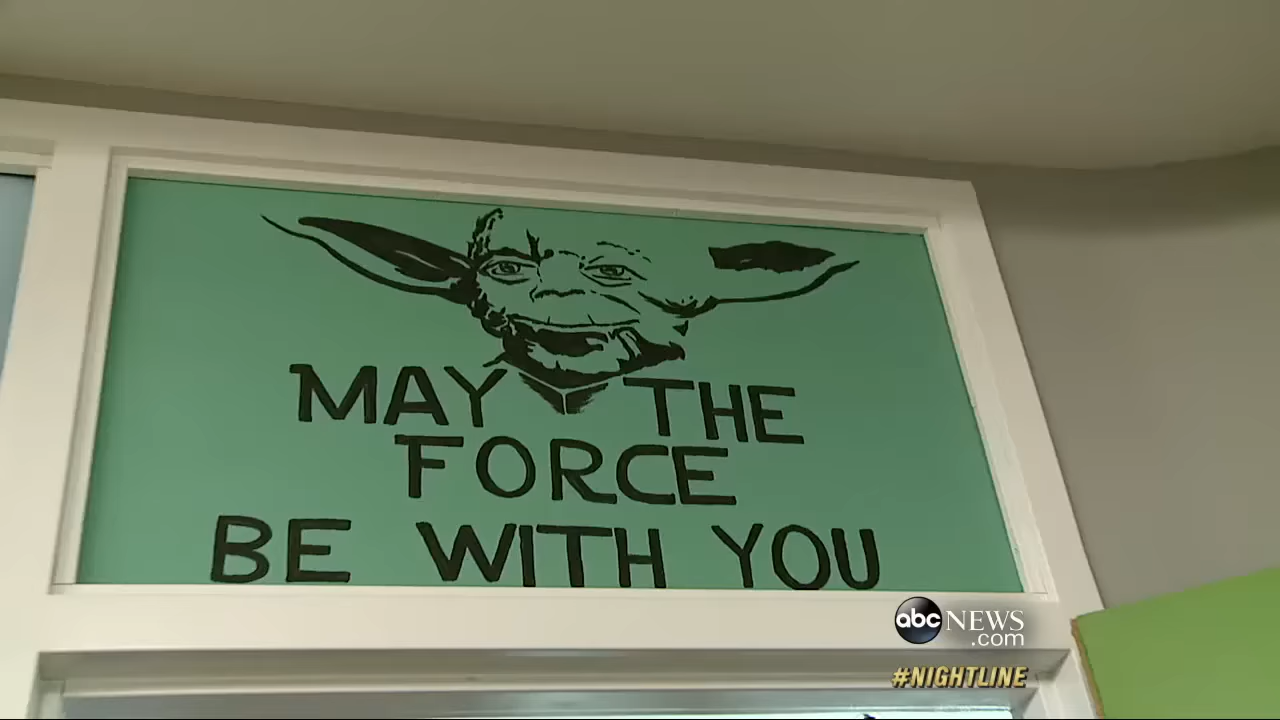 MAY THE
FORCE
BE WITH YOU
abc NEWS
.com
#NIGHTLINE